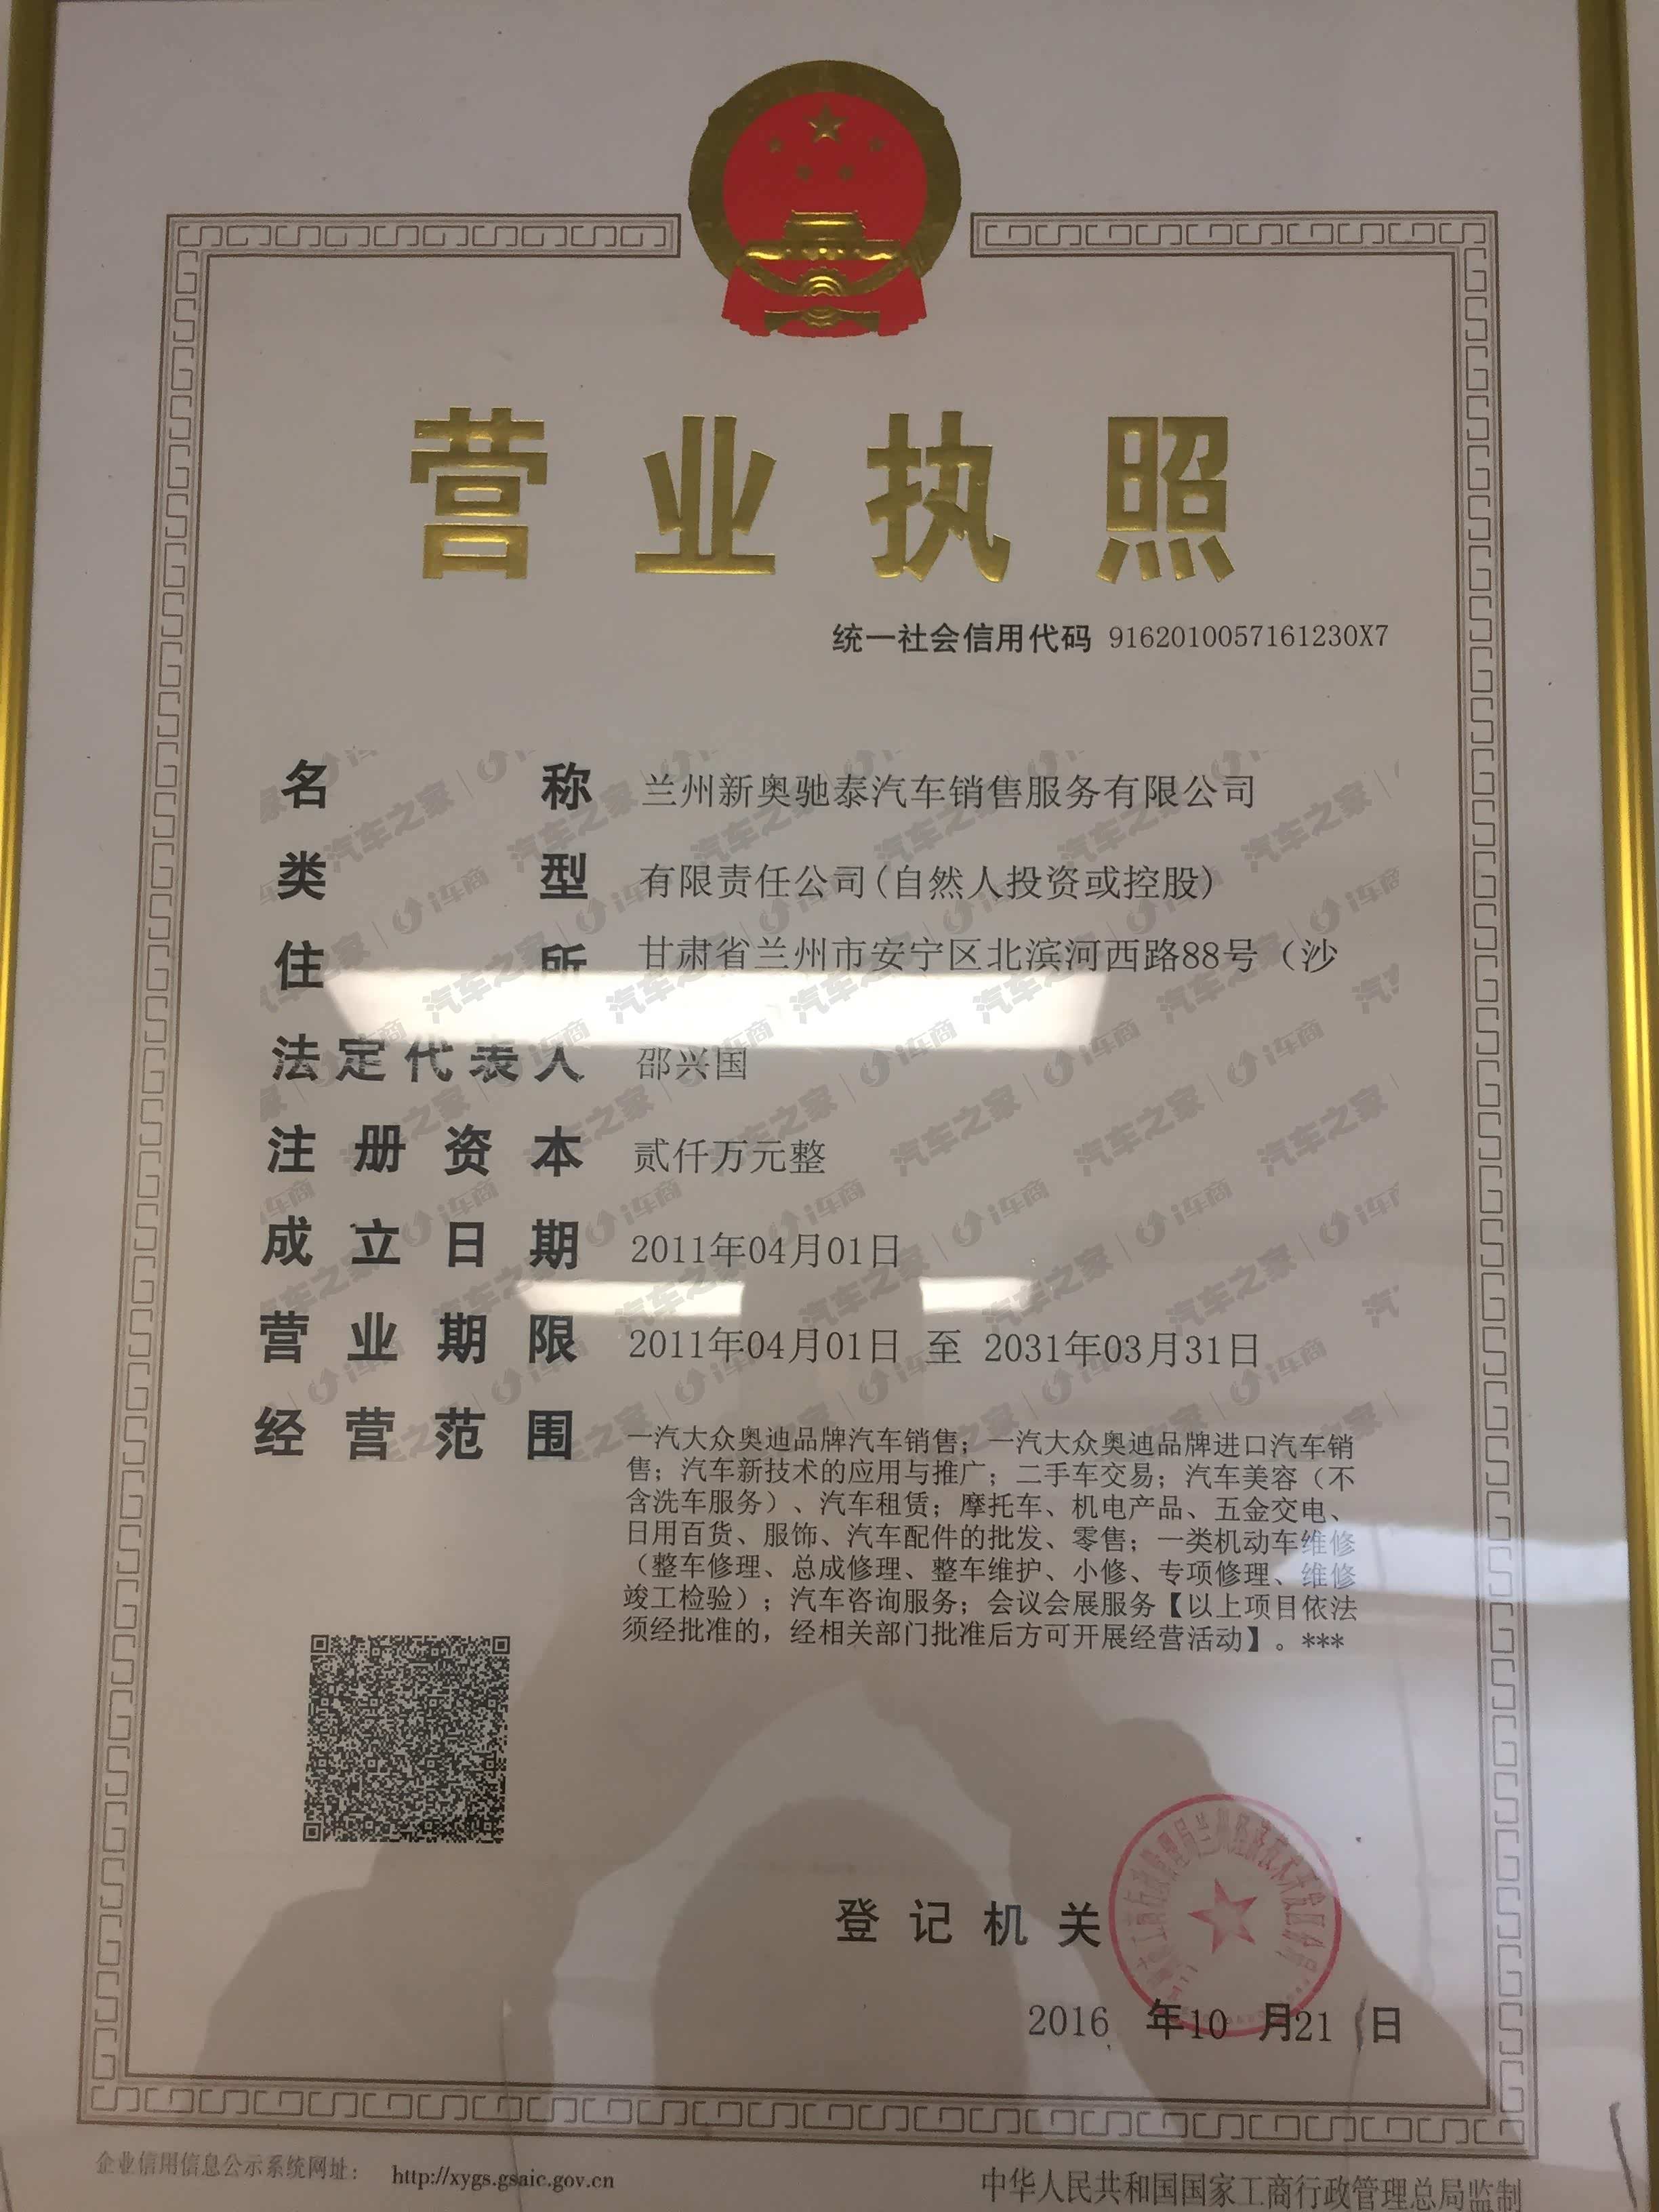 营业执照
统一社会信用代码 9162010057161230X7
名称 兰州新奥驰泰汽车销售服务有限公司
类型 有限责任公司(自然人投资或控股)
住所 甘肃省兰州市安宁区北滨河西路88号（沙
法定代表人 邵兴国
注册资本 贰仟万元整
成立日期 2011年04月01日
营业期限 2011年04月01日 至 2031年03月31日
经营范围 一汽大众奥迪品牌汽车销售；一汽大众奥迪品牌进口汽车销
售；汽车新技术的应用与推广；二手车交易；汽车美容（不
含洗车服务）、汽车租赁；摩托车、机电产品、五金交电、
日用百货、服饰、汽车配件的批发、零售；一类机动车维修
（整车修理、总成修理、整车维护、小修、专项修理、维修
竣工检验）；汽车咨询服务；会议会展服务【以上项目依法
须经批准的，经相关部门批准后方可开展经营活动】。***
登记机关
2016 年10 月21 日
企业信用信息公示系统网址： http://xygs.gsaic.gov.cn
中华人民共和国国家工商行政管理总局监制
汽车之家 i车商